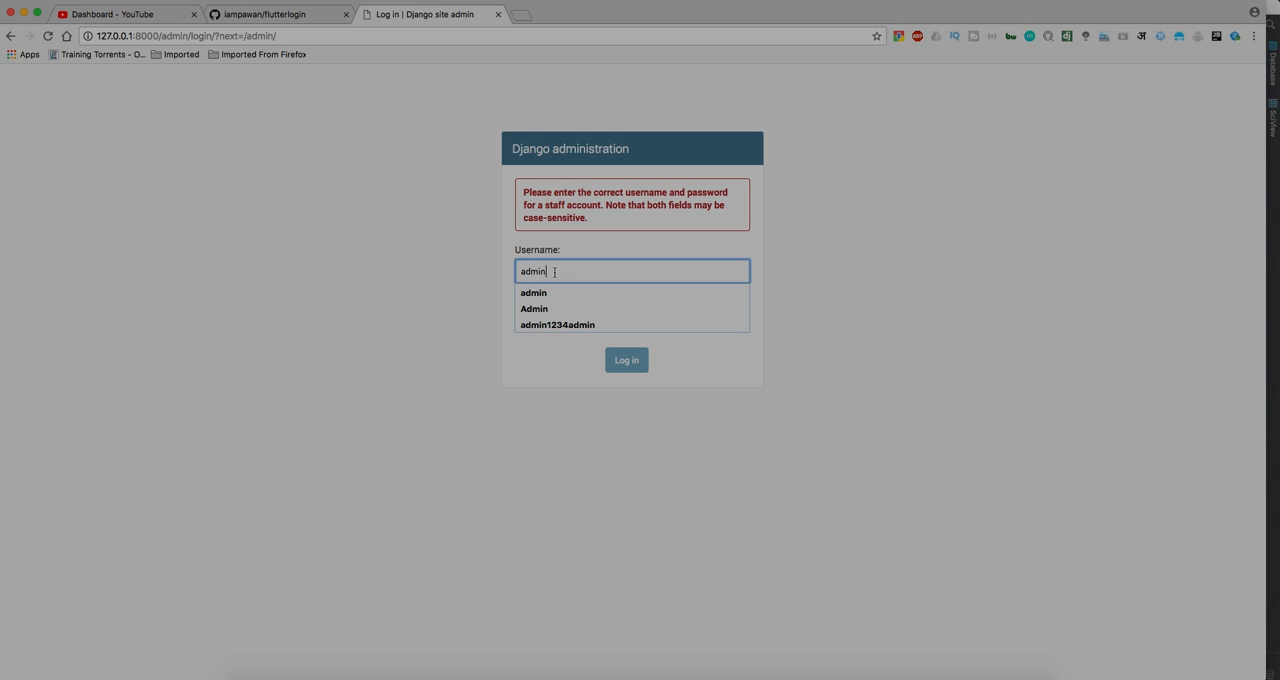 Dashboard - YouTube
iampawan/flutterlogin
Log in | Django site admin
127.0.0.1:8000/admin/login/?next=/admin/
Apps
Training Torrents - O...
Imported
Imported From Firefox
Database
SciView
Django administration
Please enter the correct username and password
for a staff account. Note that both fields may be
case-sensitive.
Username:
admin
admin
Admin
admin1234admin
Log in